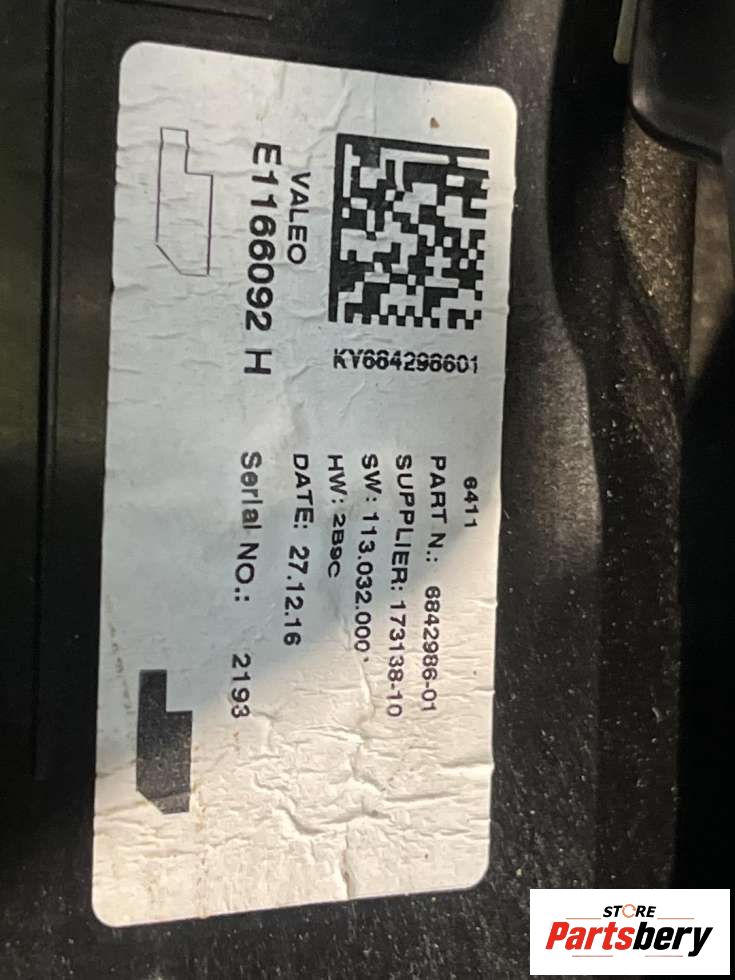 6411
PART N.: 6842986-01
SUPPLIER: 173138-10
SW: 113.032.000
HW: 2B9C
DATE: 27.12.16
Serial NO.: 2193
KY684298601
VALEO
E1166092 H
STORE
Partsbery